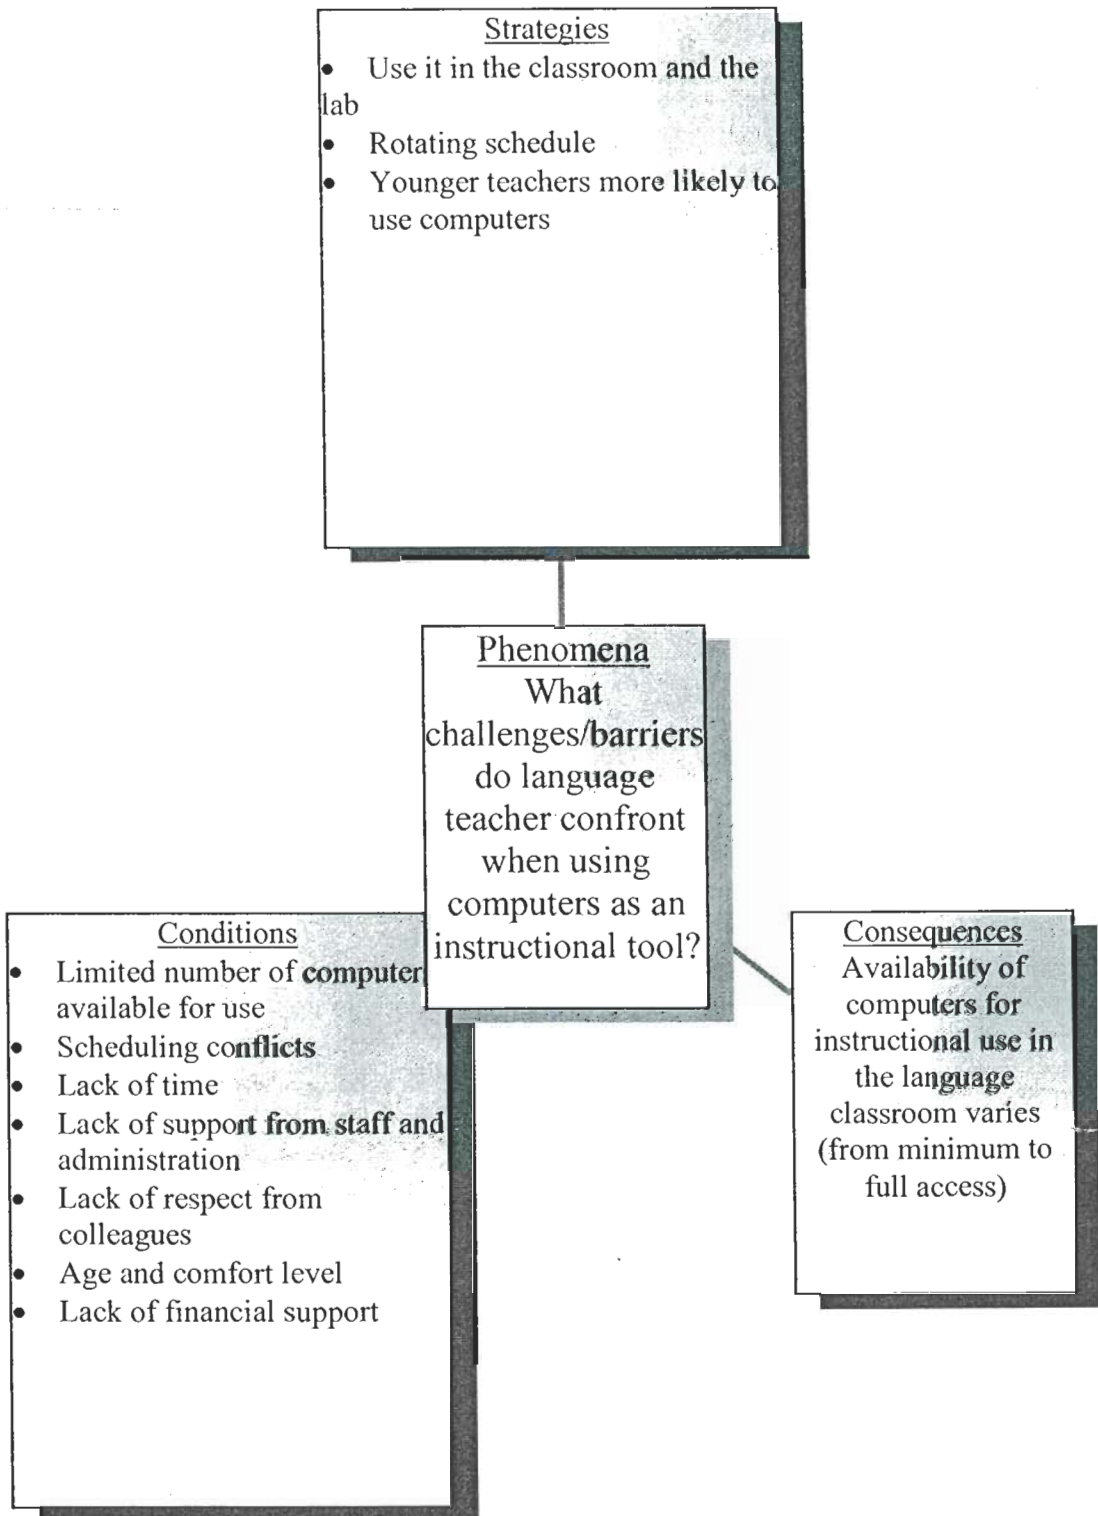 Strategies
• Use it in the classroom and the
lab
• Rotating schedule
• Younger teachers more likely to
use computers
Phenomena
What
challenges/barriers
do language
teacher confront
when using
computers as an
instructional tool?
Conditions
• Limited number of computer
available for use
• Scheduling conflicts
• Lack of time
• Lack of support from staff and
administration
• Lack of respect from
colleagues
• Age and comfort level
• Lack of financial support
Consequences
Availability of
computers for
instructional use in
the language
classroom varies
(from minimum to
full access)